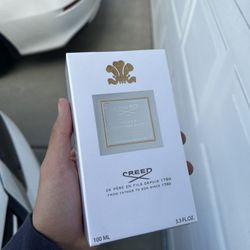 CREED
DE PÈRE EN FILS DEPUIS 1760
FROM FATHER TO SON SINCE 1760
100 ML
3.3 FL.OZ.